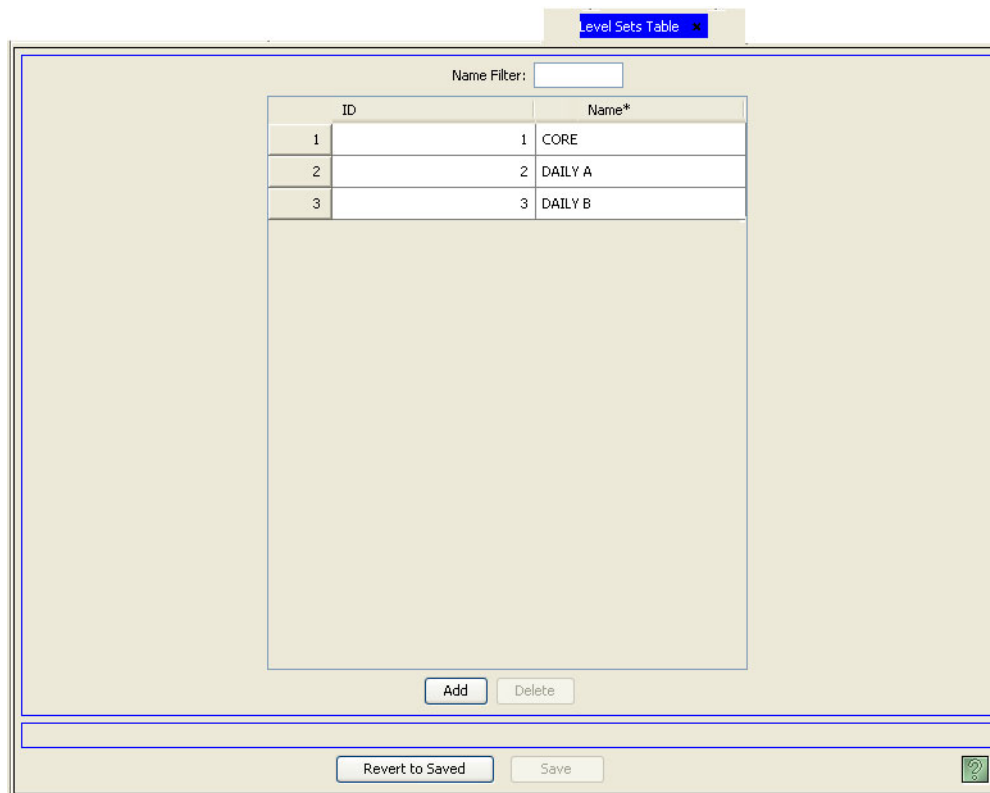 Level Sets Table ×
Name Filter:
ID Name*
1 1 CORE
2 2 DAILY A
3 3 DAILY B
Add Delete
Revert to Saved Save ?